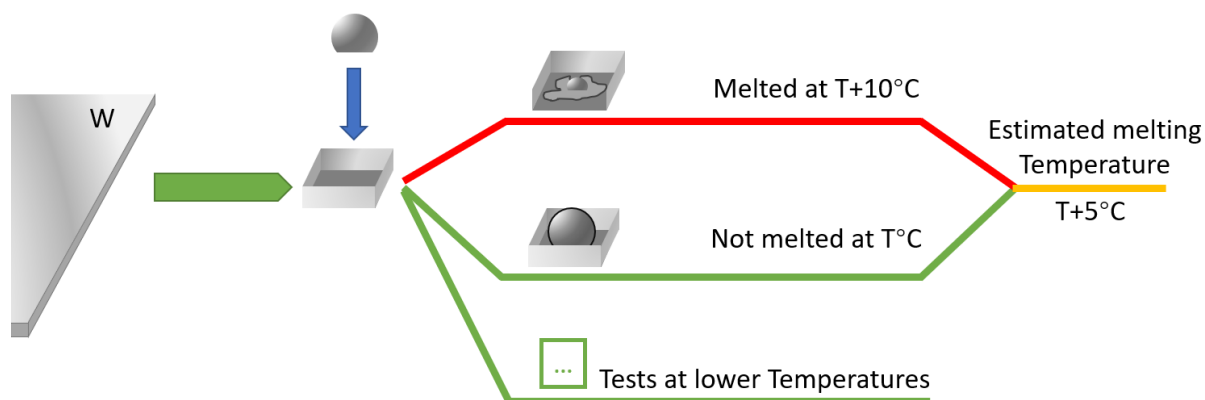 W
Melted at T+10°C
Estimated melting
Temperature
T+5°C
Not melted at T°C
...
Tests at lower Temperatures